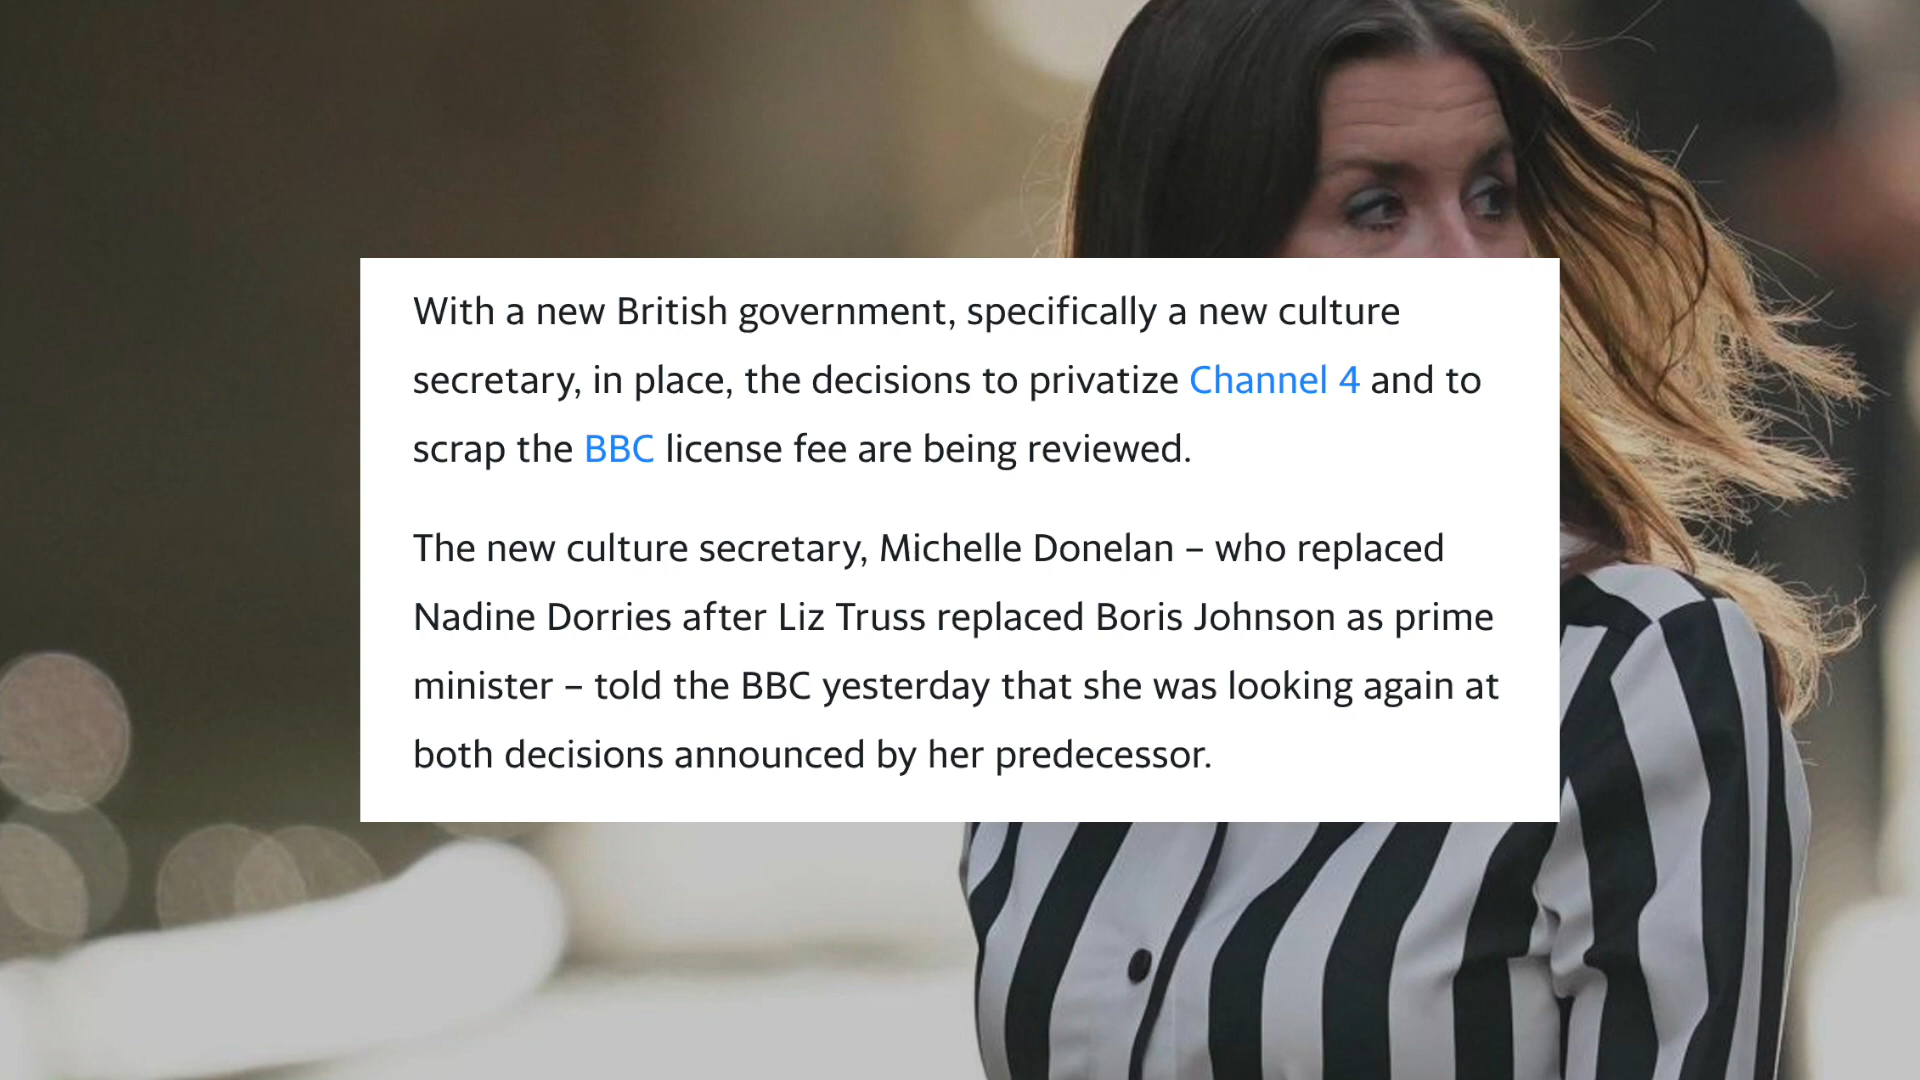 With a new British government, specifically a new culture
secretary, in place, the decisions to privatize Channel 4 and to
scrap the BBC license fee are being reviewed.
The new culture secretary, Michelle Donelan – who replaced
Nadine Dorries after Liz Truss replaced Boris Johnson as prime
minister – told the BBC yesterday that she was looking again at
both decisions announced by her predecessor.